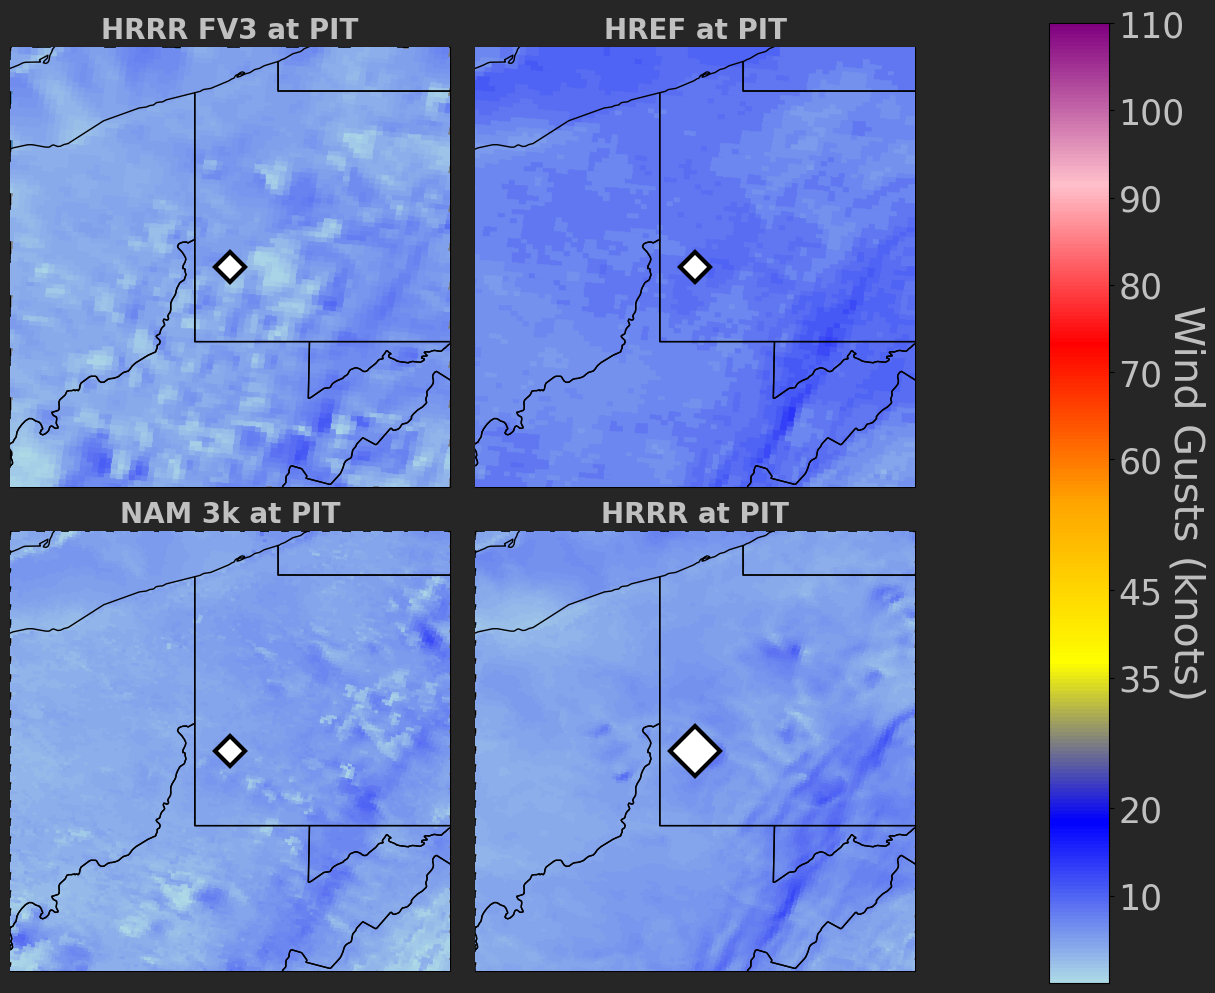 HRRR FV3 at PIT
HREF at PIT
NAM 3k at PIT
HRRR at PIT
110
100
90
80
70
60
45
35
20
10
Wind Gusts (knots)